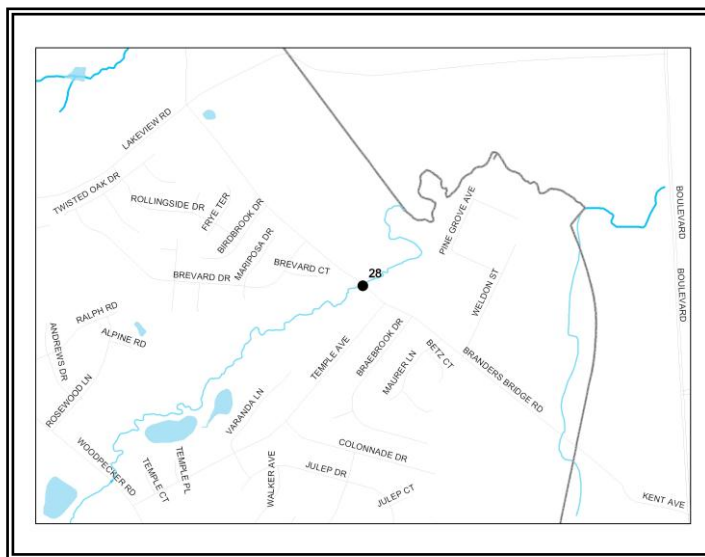 LAKEVIEW RD
TWISTED OAK DR
ROLLINGSIDE DR
FRYE TER
BIRDBROOK DR
MARIPOSA DR
BREVARD CT
BREVARD DR
28
PINE GROVE AVE
BOULEVARD
BOULEVARD
WELDON ST
RALPH RD
ALPINE RD
ANDREWS DR
ROSEWOOD LN
TEMPLE AVE
BRAEBROOK DR
MAURER LN
BETZ CT
BRANDERS BRIDGE RD
VARANDA LN
WOODPECKER RD
TEMPLE CT
TEMPLE PL
WALKER AVE
COLONNADE DR
JULEP DR
JULEP CT
KENT AVE